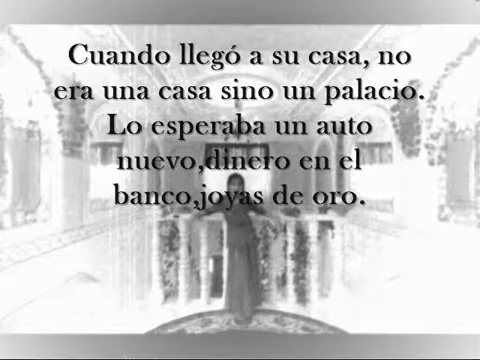 Cuando llegó a su casa, no
era una casa sino un palacio.
Lo esperaba un auto
nuevo,dinero en el
banco,joyas de oro.